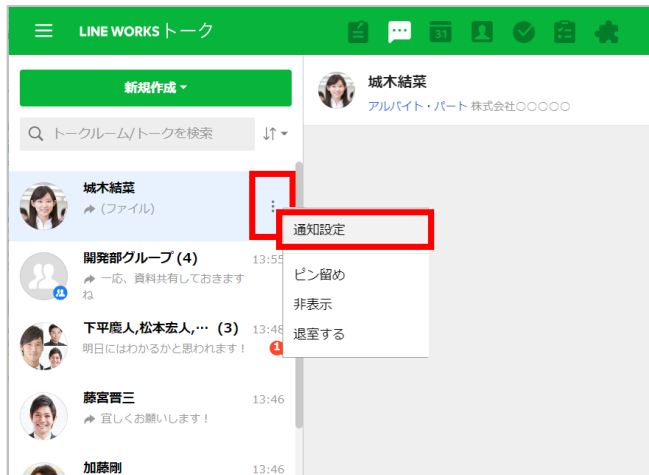 LINE WORKS トーク
31
新規作成
トークルーム/トークを検索
城木結菜
アルバイト・パート 株式会社○○○○○
城木結菜
(ファイル)
通知設定
ピン留め
非表示
退室する
開発部グループ (4)
13:55
一応、資料共有しておきます
ね
下平慶人,松本宏人,… (3)
13:48
明日にはわかるかと思われます！
1
藤宮晋三
13:46
宜しくお願いします！
加藤剛
13:46